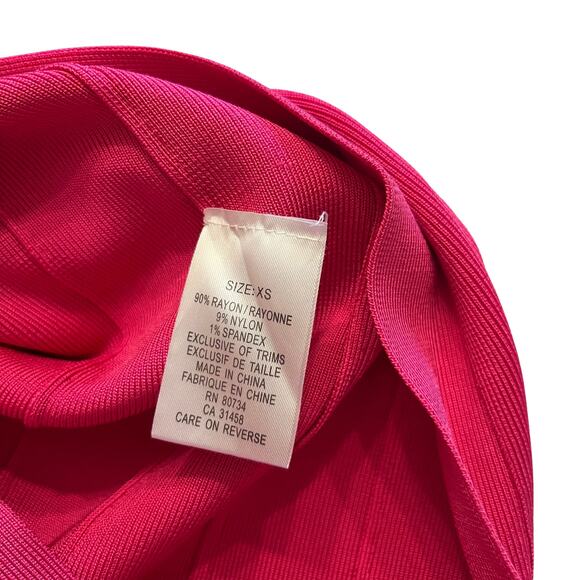 SIZE: XS
90% RAYON / RAYONNE
9% NYLON
1% SPANDEX
EXCLUSIVE OF TRIMS
EXCLUSIF DE TAILLE
MADE IN CHINA
FABRIQUE EN CHINE
RN 80734
CA 31458
CARE ON REVERSE